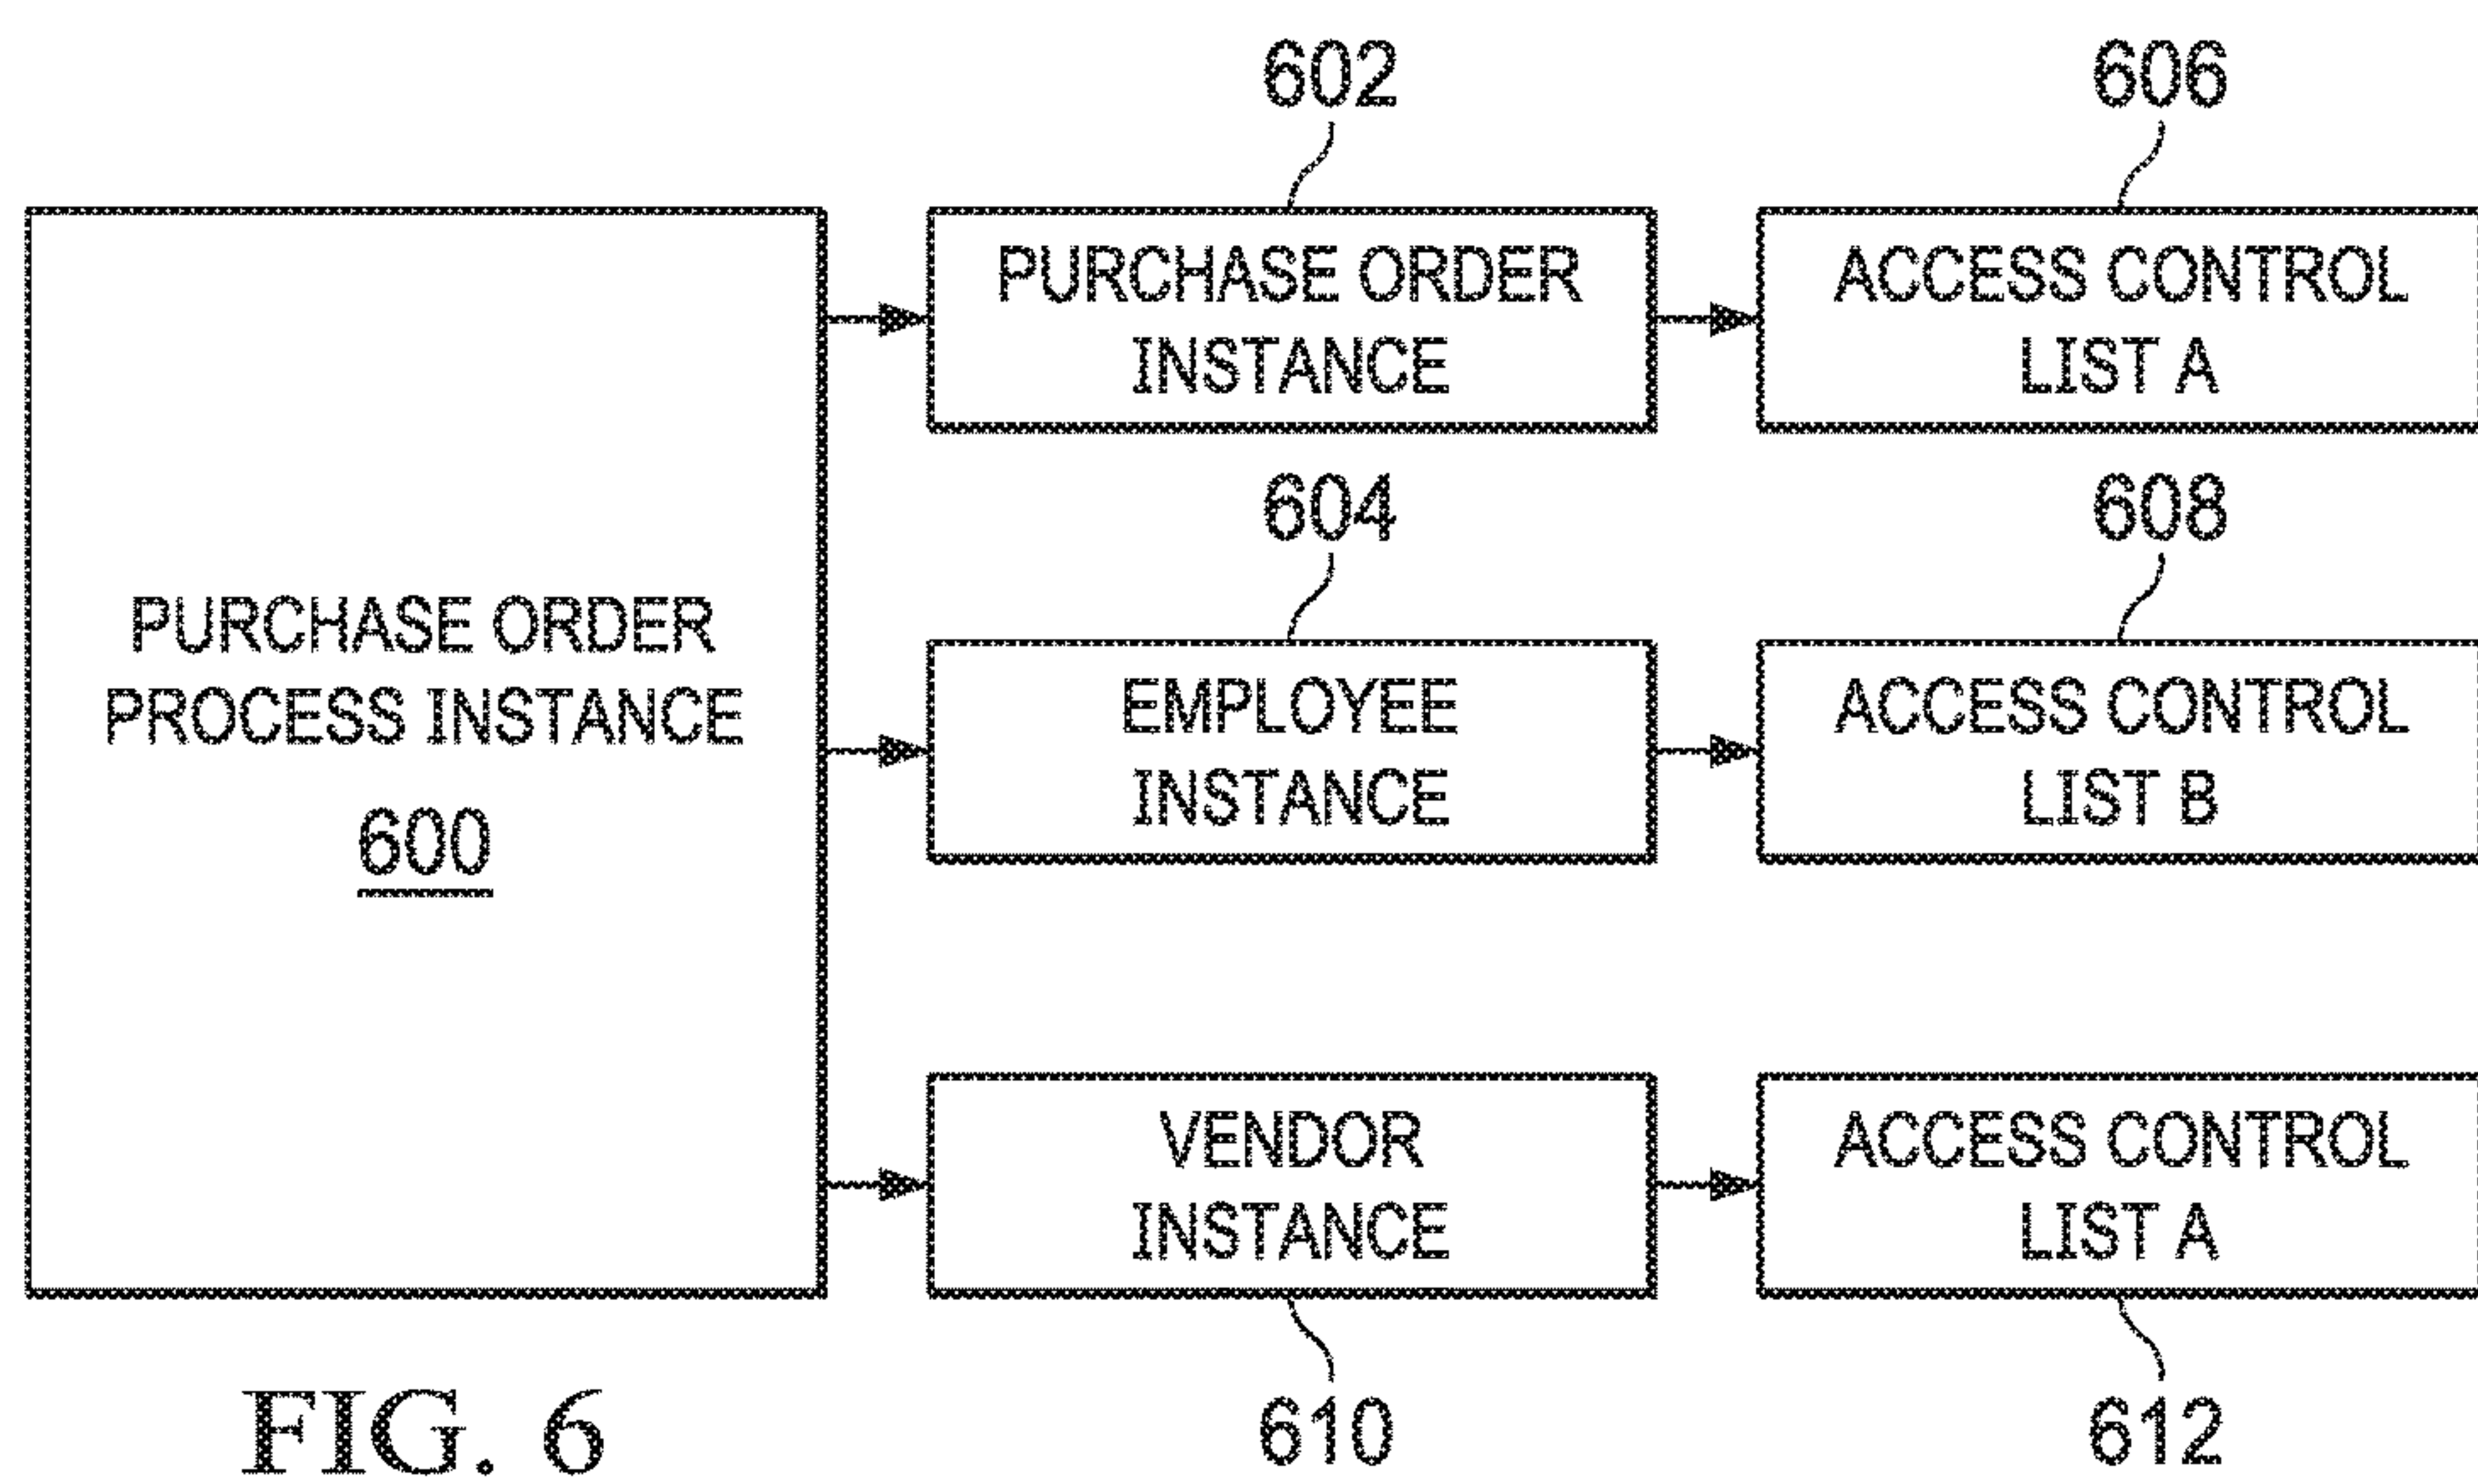 602
606
PURCHASE ORDER
INSTANCE
ACCESS CONTROL
LIST A
604
608
PURCHASE ORDER
PROCESS INSTANCE
600
EMPLOYEE
INSTANCE
ACCESS CONTROL
LIST B
VENDOR
INSTANCE
ACCESS CONTROL
LIST A
610
612
FIG. 6